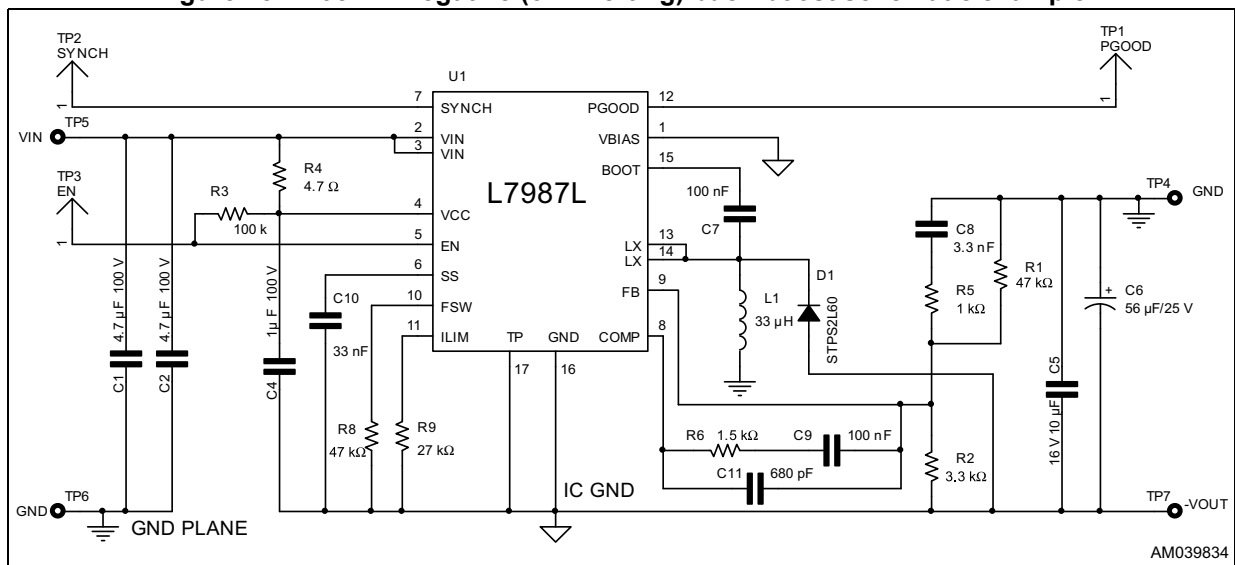 TP2
SYNCH
1
TP1
PGOOD
1
U1
7
SYNCH
PGOOD
12
VIN
TP5
2
VIN
3
VIN
VBIAS
1
BOOT
15
TP3
EN
1
R3
100 k
R4
4.7 Ω
4
VCC
5
EN
L7987L
100 nF
C7
TP4
GND
LX
13
LX
14
6
SS
FB
9
C10
33 nF
10
FSW
11
ILIM
TP
GND
COMP
8
17
16
L1
33 µH
D1
STPS2L60
C8
3.3 nF
R5
1 kΩ
R1
47 kΩ
C6
+
56 µF/25 V
4.7 µF 100 V
C1
4.7 µF 100 V
C2
1µ F 100 V
C4
R8
47 kΩ
R9
27 kΩ
R6
1.5 kΩ
C9
100 nF
C11
680 pF
R2
3.3 kΩ
16 V 10 µF
C5
GND
TP6
GND PLANE
IC GND
TP7
-VOUT
AM039834